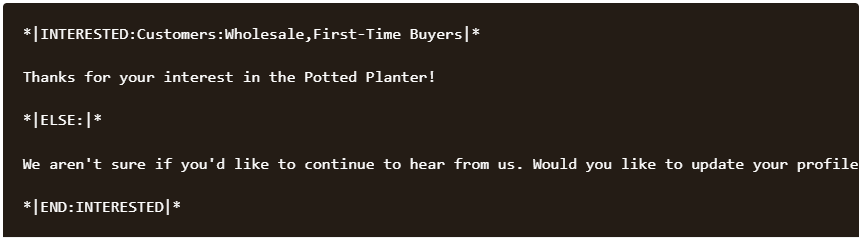 *|INTERESTED:Customers:Wholesale,First-Time Buyers|*
Thanks for your interest in the Potted Planter!
*|ELSE:|*
We aren't sure if you'd like to continue to hear from us. Would you like to update your profile
*|END:INTERESTED|*